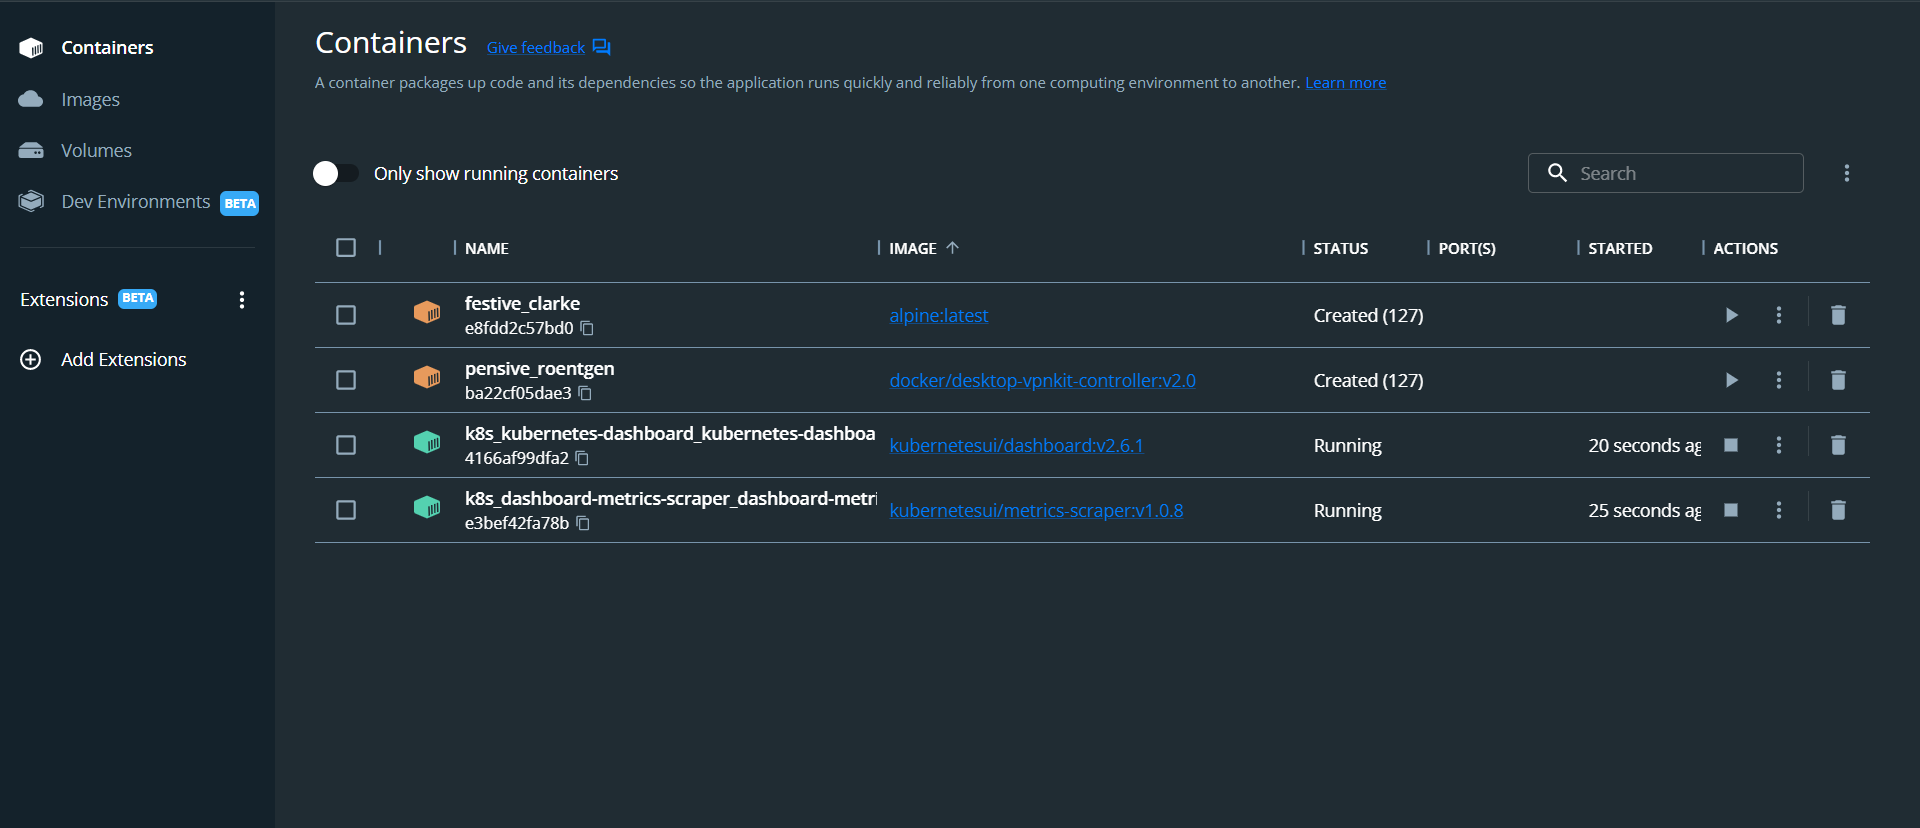 Containers
Images
Volumes
Dev Environments BETA
Extensions BETA
Add Extensions
Containers Give feedback
A container packages up code and its dependencies so the application runs quickly and reliably from one computing environment to another. Learn more
Only show running containers
Search
NAME IMAGE STATUS PORT(S) STARTED ACTIONS
festive_clarke
e8fdd2c57bd0
alpine:latest Created (127)
pensive_roentgen
ba22cf05dae3
docker/desktop-vpnkit-controller:v2.0 Created (127)
k8s_kubernetes-dashboard_kubernetes-dashboa
4166af99dfa2
kubernetesui/dashboard:v2.6.1 Running 20 seconds ag
k8s_dashboard-metrics-scraper_dashboard-metri
e3bef42fa78b
kubernetesui/metrics-scraper:v1.0.8 Running 25 seconds ag